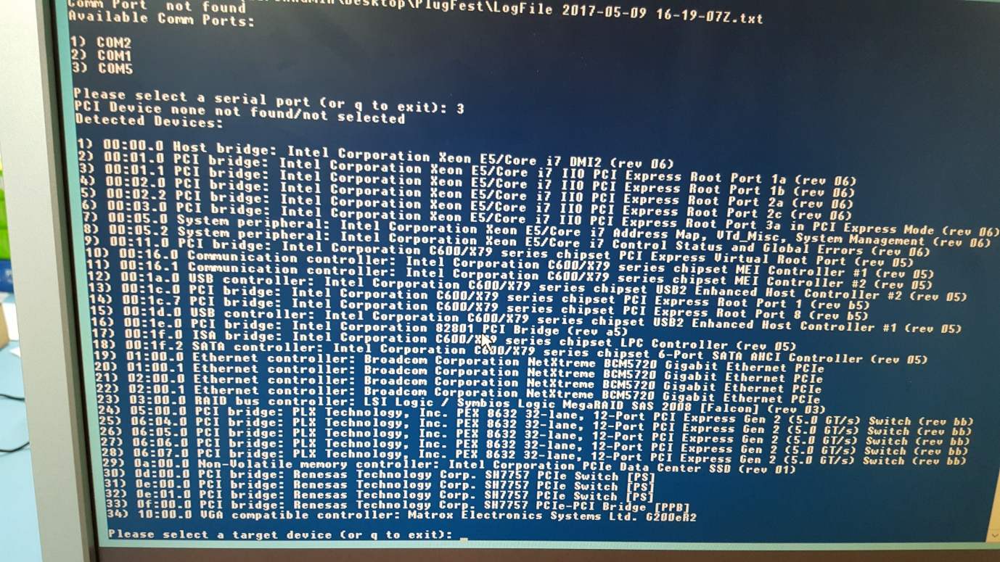 \Desktop\PlugFest\LogFile 2017-05-09 16-19-07Z.txt
Comm Port  not found
Available Comm Ports:
1) COM2
2) COM1
3) COM5
Please select a serial port (or q to exit): 3
PCI Device none not found/not selected
Detected Devices:
1) 00:00.0 Host bridge: Intel Corporation Xeon E5/Core i7 DMI2 (rev 06)
2) 00:01.0 PCI bridge: Intel Corporation Xeon E5/Core i7 IIO PCI Express Root Port 1a (rev 06)
3) 00:01.1 PCI bridge: Intel Corporation Xeon E5/Core i7 IIO PCI Express Root Port 1b (rev 06)
4) 00:02.0 PCI bridge: Intel Corporation Xeon E5/Core i7 IIO PCI Express Root Port 2a (rev 06)
5) 00:02.2 PCI bridge: Intel Corporation Xeon E5/Core i7 IIO PCI Express Root Port 2c (rev 06)
6) 00:03.0 PCI bridge: Intel Corporation Xeon E5/Core i7 IIO PCI Express Root Port 3a in PCI Express Mode (rev 06)
7) 00:05.0 System peripheral: Intel Corporation Xeon E5/Core i7 Address Map, VTd_Misc, System Management (rev 06)
8) 00:05.2 System peripheral: Intel Corporation Xeon E5/Core i7 Control Status and Global Errors (rev 06)
9) 00:11.0 PCI bridge: Intel Corporation C600/X79 series chipset PCI Express Virtual Root Port (rev 05)
10) 00:16.0 Communication controller: Intel Corporation C600/X79 series chipset MEI Controller #1 (rev 05)
11) 00:16.1 Communication controller: Intel Corporation C600/X79 series chipset MEI Controller #2 (rev 05)
12) 00:1a.0 USB controller: Intel Corporation C600/X79 series chipset USB2 Enhanced Host Controller #2 (rev 05)
13) 00:1c.0 PCI bridge: Intel Corporation C600/X79 series chipset PCI Express Root Port 1 (rev b5)
14) 00:1c.7 PCI bridge: Intel Corporation C600/X79 series chipset PCI Express Root Port 8 (rev b5)
15) 00:1d.0 USB controller: Intel Corporation C600/X79 series chipset USB2 Enhanced Host Controller #1 (rev 05)
16) 00:1e.0 PCI bridge: Intel Corporation 82801 PCI Bridge (rev a5)
17) 00:1f.0 ISA bridge: Intel Corporation C600/X79 series chipset LPC Controller (rev 05)
18) 00:1f.2 SATA controller: Intel Corporation C600/X79 series chipset 6-Port SATA AHCI Controller (rev 05)
19) 01:00.0 Ethernet controller: Broadcom Corporation NetXtreme BCM5720 Gigabit Ethernet PCIe
20) 01:00.1 Ethernet controller: Broadcom Corporation NetXtreme BCM5720 Gigabit Ethernet PCIe
21) 02:00.0 Ethernet controller: Broadcom Corporation NetXtreme BCM5720 Gigabit Ethernet PCIe
22) 02:00.1 Ethernet controller: Broadcom Corporation NetXtreme BCM5720 Gigabit Ethernet PCIe
23) 03:00.0 RAID bus controller: LSI Logic / Symbios Logic MegaRAID SAS 2008 [Falcon] (rev 03)
24) 05:00.0 PCI bridge: PLX Technology, Inc. PEX 8632 32-lane, 12-Port PCI Express Gen 2 (5.0 GT/s) Switch (rev bb)
25) 06:04.0 PCI bridge: PLX Technology, Inc. PEX 8632 32-lane, 12-Port PCI Express Gen 2 (5.0 GT/s) Switch (rev bb)
26) 06:05.0 PCI bridge: PLX Technology, Inc. PEX 8632 32-lane, 12-Port PCI Express Gen 2 (5.0 GT/s) Switch (rev bb)
27) 06:06.0 PCI bridge: PLX Technology, Inc. PEX 8632 32-lane, 12-Port PCI Express Gen 2 (5.0 GT/s) Switch (rev bb)
28) 06:07.0 PCI bridge: PLX Technology, Inc. PEX 8632 32-lane, 12-Port PCI Express Gen 2 (5.0 GT/s) Switch (rev bb)
29) 0a:00.0 Non-Volatile memory controller: Intel Corporation PCIe Data Center SSD (rev 01)
30) 0d:00.0 PCI bridge: Renesas Technology Corp. SH7757 PCIe Switch [PS]
31) 0e:00.0 PCI bridge: Renesas Technology Corp. SH7757 PCIe Switch [PS]
32) 0e:01.0 PCI bridge: Renesas Technology Corp. SH7757 PCIe Switch [PS]
33) 0f:00.0 PCI bridge: Renesas Technology Corp. SH7757 PCIe-PCI Bridge [PPB]
34) 10:00.0 VGA compatible controller: Matrox Electronics Systems Ltd. G200eR2
Please select a target device (or q to exit): _